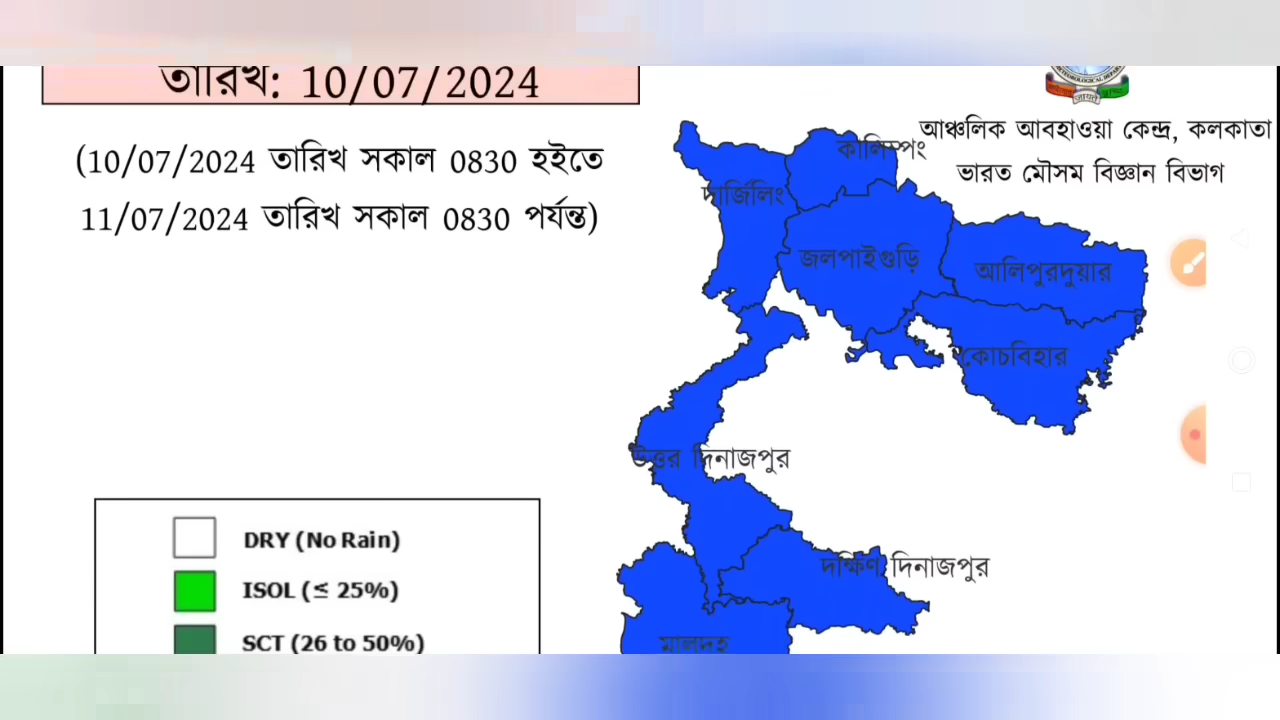 তারিখ: 10/07/2024
(10/07/2024 তারিখ সকাল 0830 হইতে
11/07/2024 তারিখ সকাল 0830 পর্যন্ত)
আঞ্চলিক আবহাওয়া কেন্দ্র, কলকাতা
ভারত মৌসম বিজ্ঞান বিভাগ
কালিম্পং
দার্জিলিং
জলপাইগুড়ি
আলিপুরদুয়ার
কোচবিহার
উত্তর দিনাজপুর
দক্ষিণ দিনাজপুর
মালদহ
DRY (No Rain)
ISOL (≤ 25%)
SCT (26 to 50%)